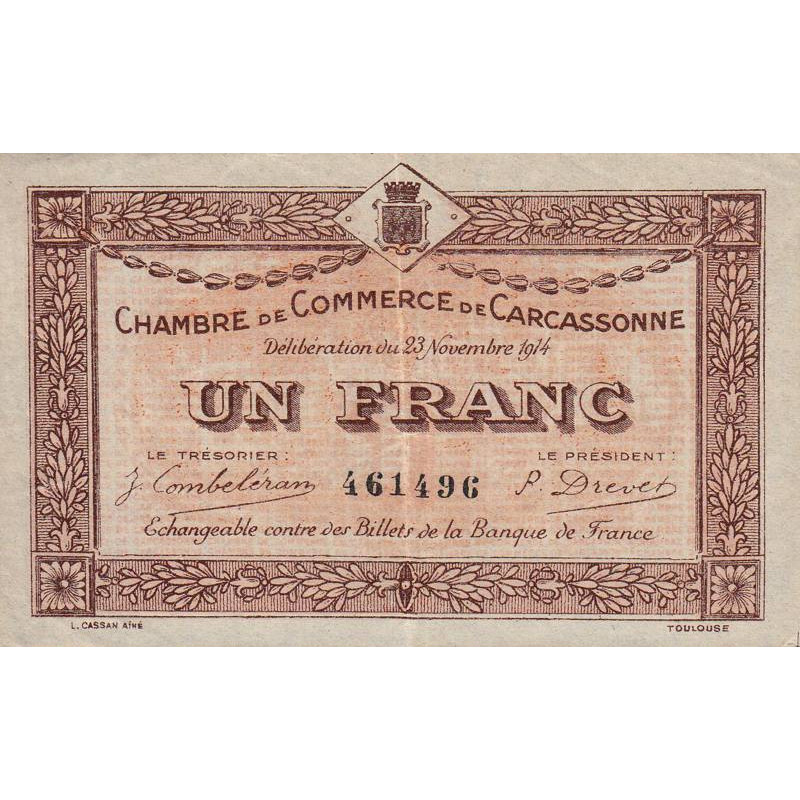 CHAMBRE DE COMMERCE DE CARCASSONNE
Délibération du 23 Novembre 1914
UN FRANC
LE TRÉSORIER : LE PRÉSIDENT :
J. Combeléran 461496 P. Drevet
Echangeable contre des Billets de la Banque de France
L. CASSAN AÎNÉ TOULOUSE